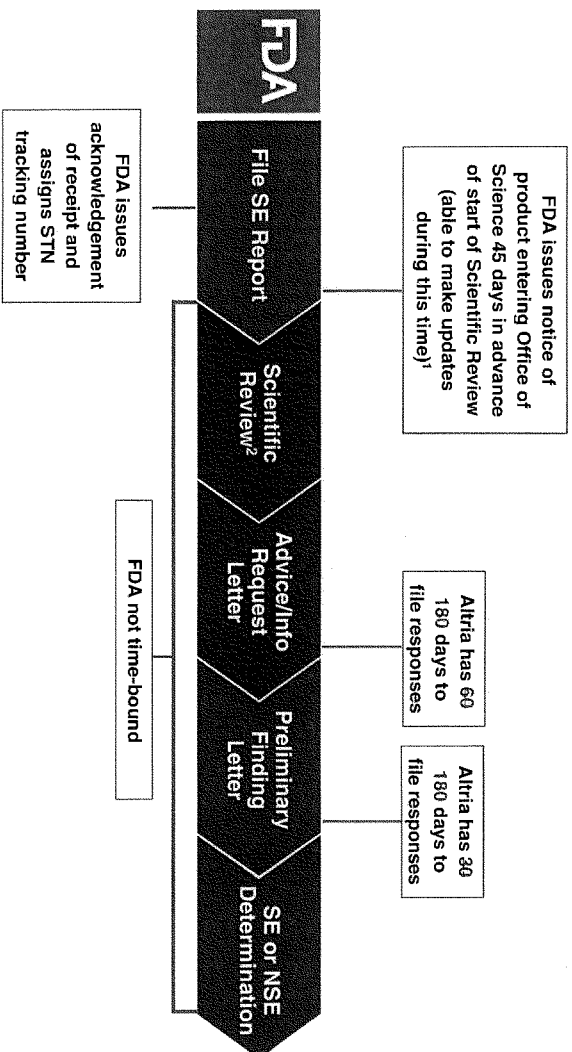 FDA
FDA issues notice of
product entering Office of
Science 45 days in advance
of start of Scientific Review
(able to make updates
during this time)¹
Altria has 60
180 days to
file responses
Altria has 30
180 days to
file responses
File SE Report
Scientific
Review²
Advice/Info
Request
Letter
Preliminary
Finding
Letter
SE or NSE
Determination
FDA issues
acknowledgement
of receipt and
assigns STN
tracking number
FDA not time-bound